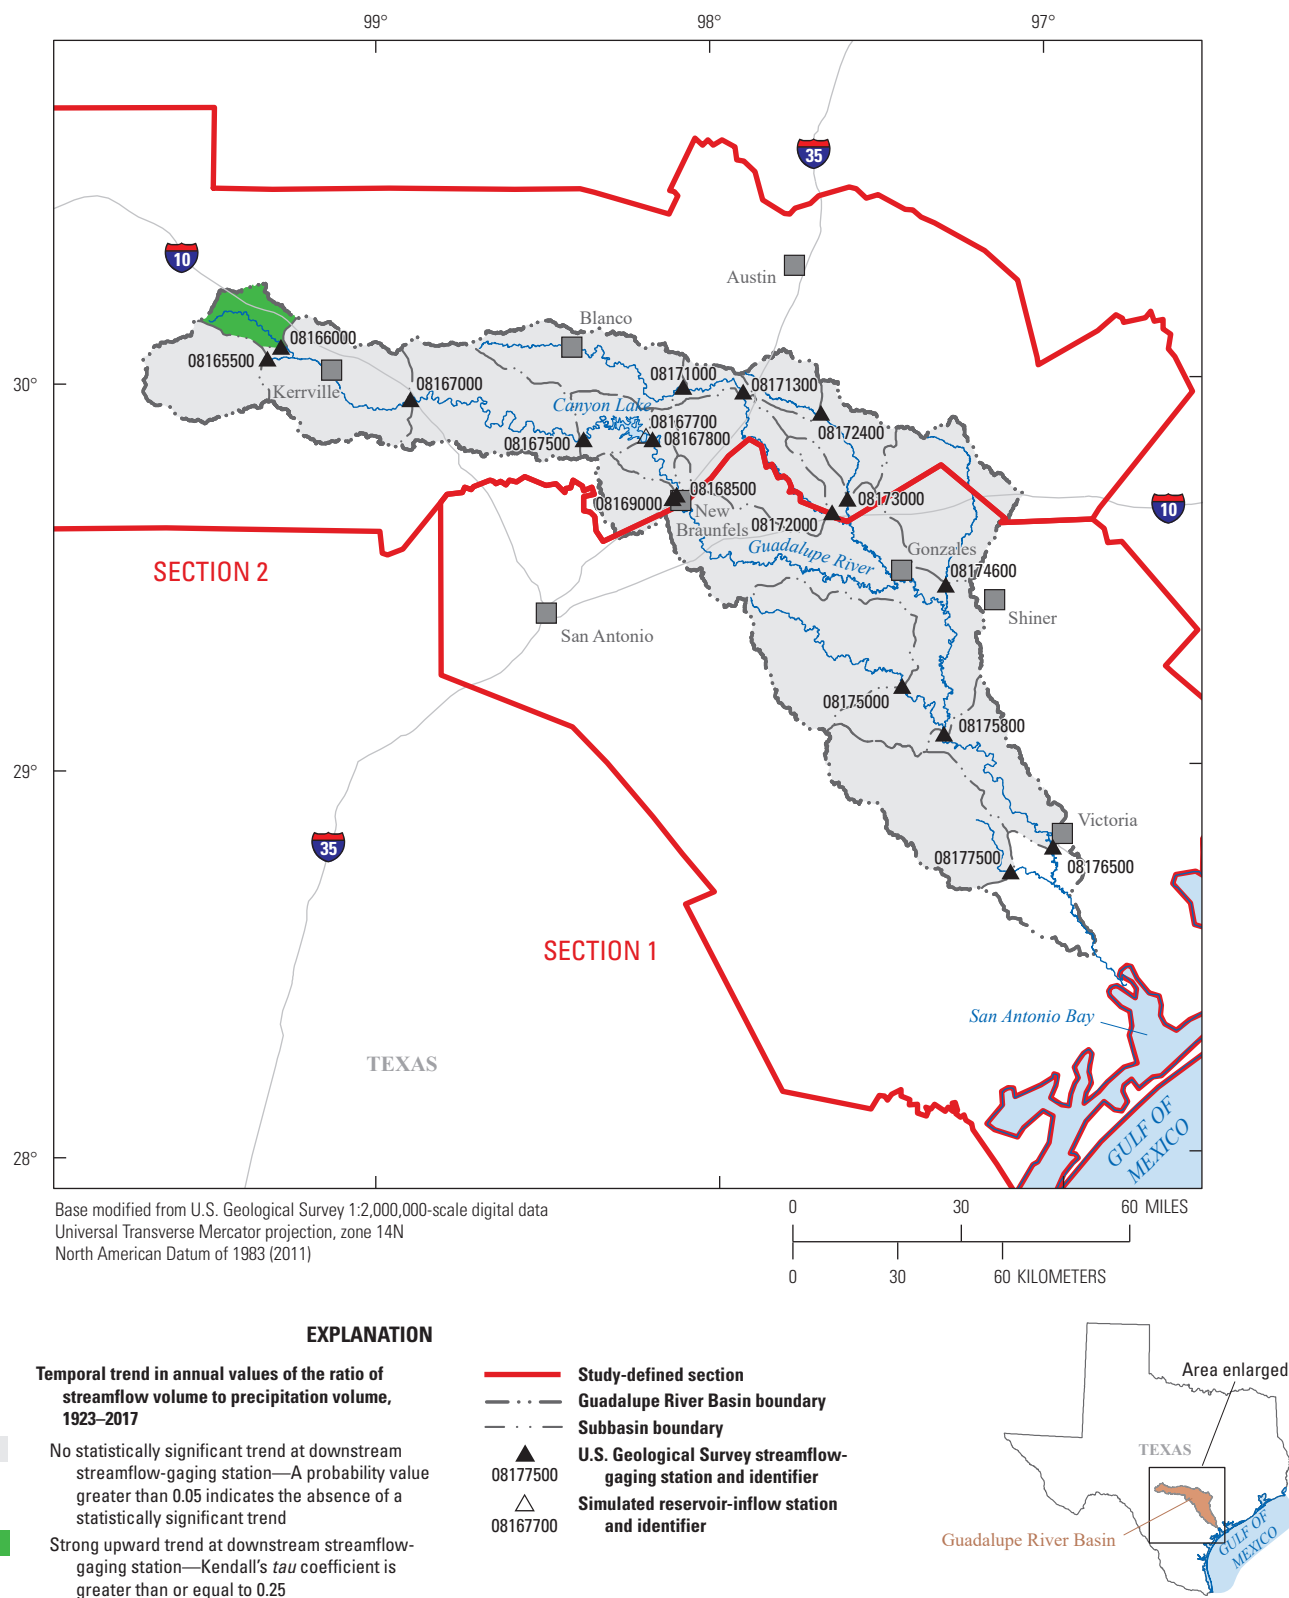 99°
98°
97°
35
10
Austin
Blanco
08166000
08165500
Kerrville
08167000
08171000
08171300
Canyon Lake
08167700
08172400
08167500
08167800
30°
08168500
08169000
New
Braunfels
08173000
08172000
10
Guadalupe River
Gonzales
08174600
SECTION 2
Shiner
San Antonio
08175000
08175800
29°
35
Victoria
08177500
08176500
SECTION 1
San Antonio Bay
TEXAS
GULF OF
MEXICO
28°
Base modified from U.S. Geological Survey 1:2,000,000-scale digital data
Universal Transverse Mercator projection, zone 14N
North American Datum of 1983 (2011)
0 30 60 MILES
0 30 60 KILOMETERS
EXPLANATION
Temporal trend in annual values of the ratio of
streamflow volume to precipitation volume,
1923–2017
No statistically significant trend at downstream
streamflow-gaging station—A probability value
greater than 0.05 indicates the absence of a
statistically significant trend
Strong upward trend at downstream streamflow-
gaging station—Kendall's tau coefficient is
greater than or equal to 0.25
Study-defined section
Guadalupe River Basin boundary
Subbasin boundary
U.S. Geological Survey streamflow-
gaging station and identifier
08177500
Simulated reservoir-inflow station
and identifier
08167700
Area enlarged
TEXAS
Guadalupe River Basin
GULF OF
MEXICO